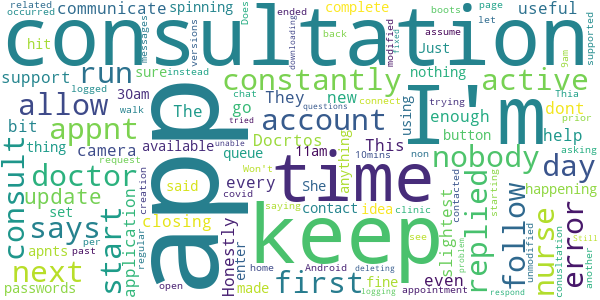 related occurred communicate spinning ended complete boots let page useful
messages versions Does downloading back modified fixed assume supported
consultation
hit run constantly active Just
support sure instead nothing 9am
allow 30am logged chat They new using enough button Thia
walk go account trying dont
appnt The Docrtos questions connect I'm prior
bit available tried unable This nobody help
thing camera queue 11am anything day asking
consult doctor request every 10mins non
app time
update creation said Won't She slightest happening
set covid saying contact idea clinic contacted starting
says start application closing keep replied follow nurse error
apnts per regular Honestly enter see problem unmodified conusltation Still
next past home Android deleting even another
passwords open made first logging fine appointment respond